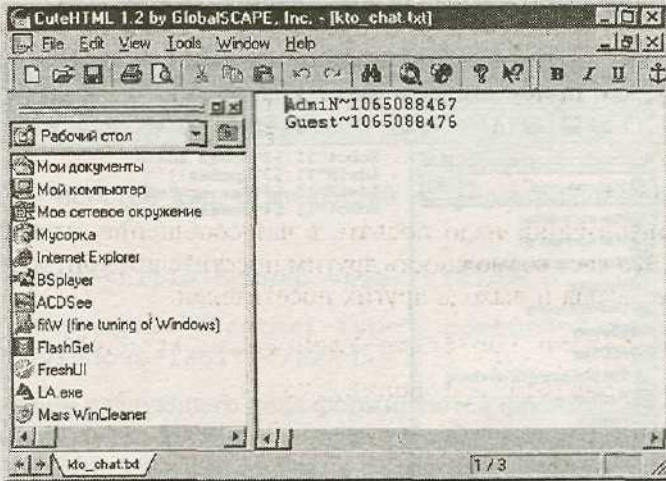 CuteHTML 1.2 by GlobalSCAPE, Inc. - [kto_chat.txt]
File Edit View Tools Window Help
B I U
AdmiN~1065088467
Guest~1065088476
Рабочий стол
Мои документы
Мой компьютер
Мое сетевое окружение
Мусорка
Internet Explorer
BSplayer
ACDSee
fitW (fine tuning of Windows)
FlashGet
FreshUI
LA.exe
Mars WinCleaner
kto_chat.txt
1 / 3